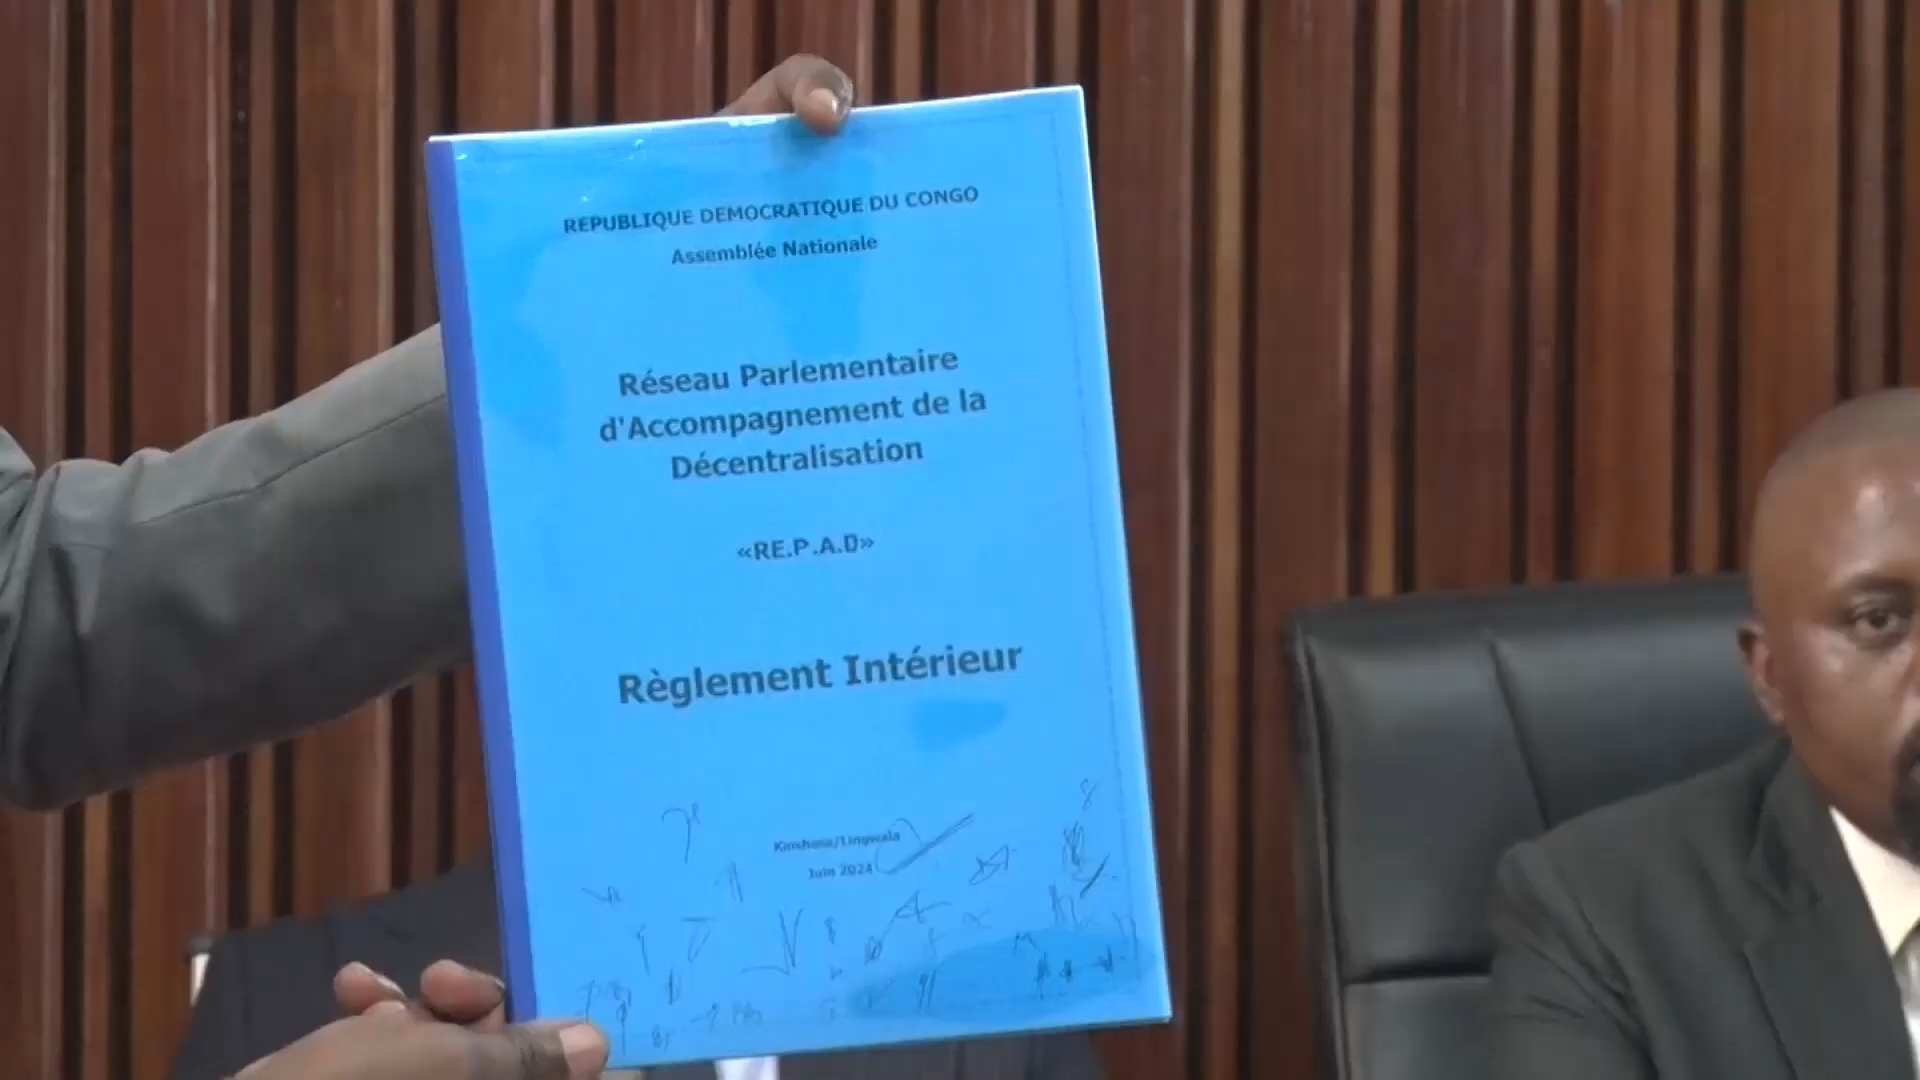 REPUBLIQUE DEMOCRATIQUE DU CONGO
Assemblée Nationale
Réseau Parlementaire
d'Accompagnement de la
Décentralisation
«RE.P.A.D»
Règlement Intérieur
Kinshasa/Lingwala
Juin 2024